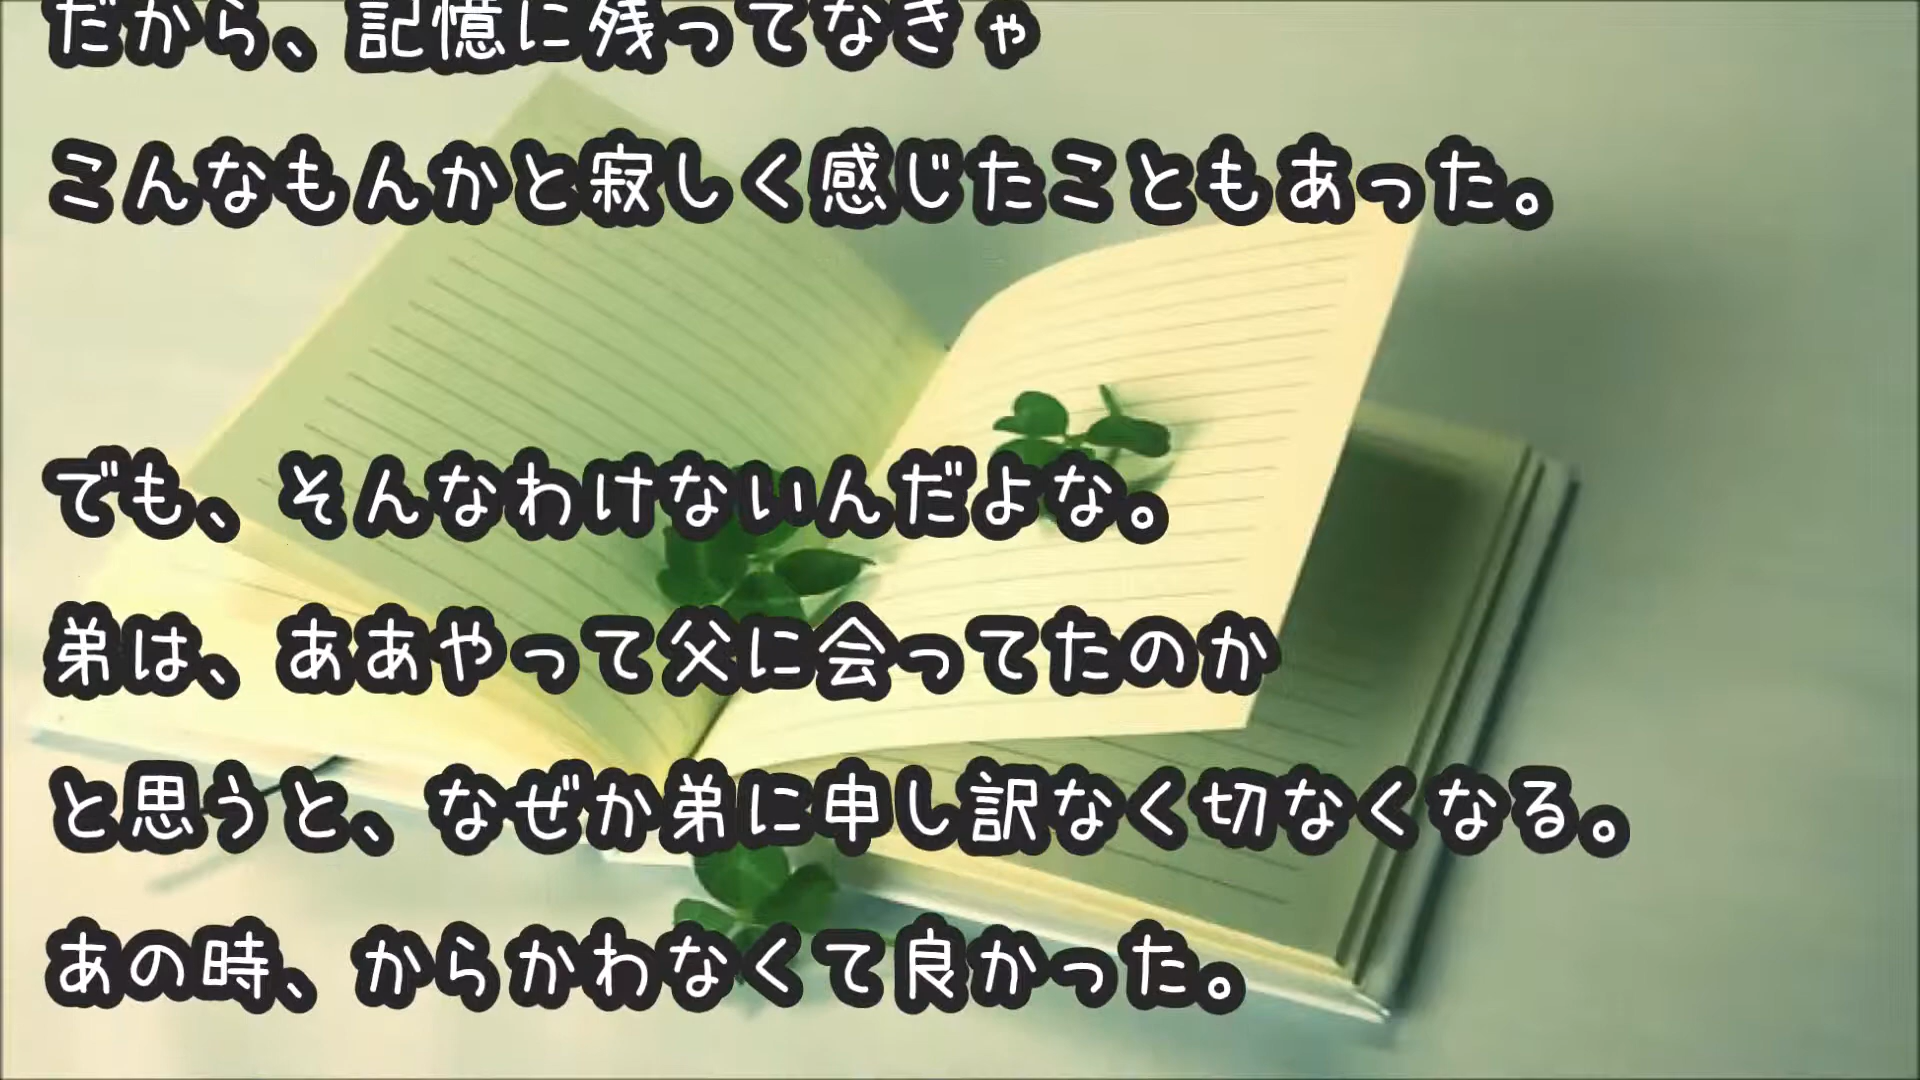 だから、記憶に残ってなきゃ
こんなもんかと寂しく感じたこともあった。
でも、そんなわけないんだよな。
弟は、ああやって父に会ってたのか
と思うと、なぜか弟に申し訳なく切なくなる。
あの時、からかわなくて良かった。